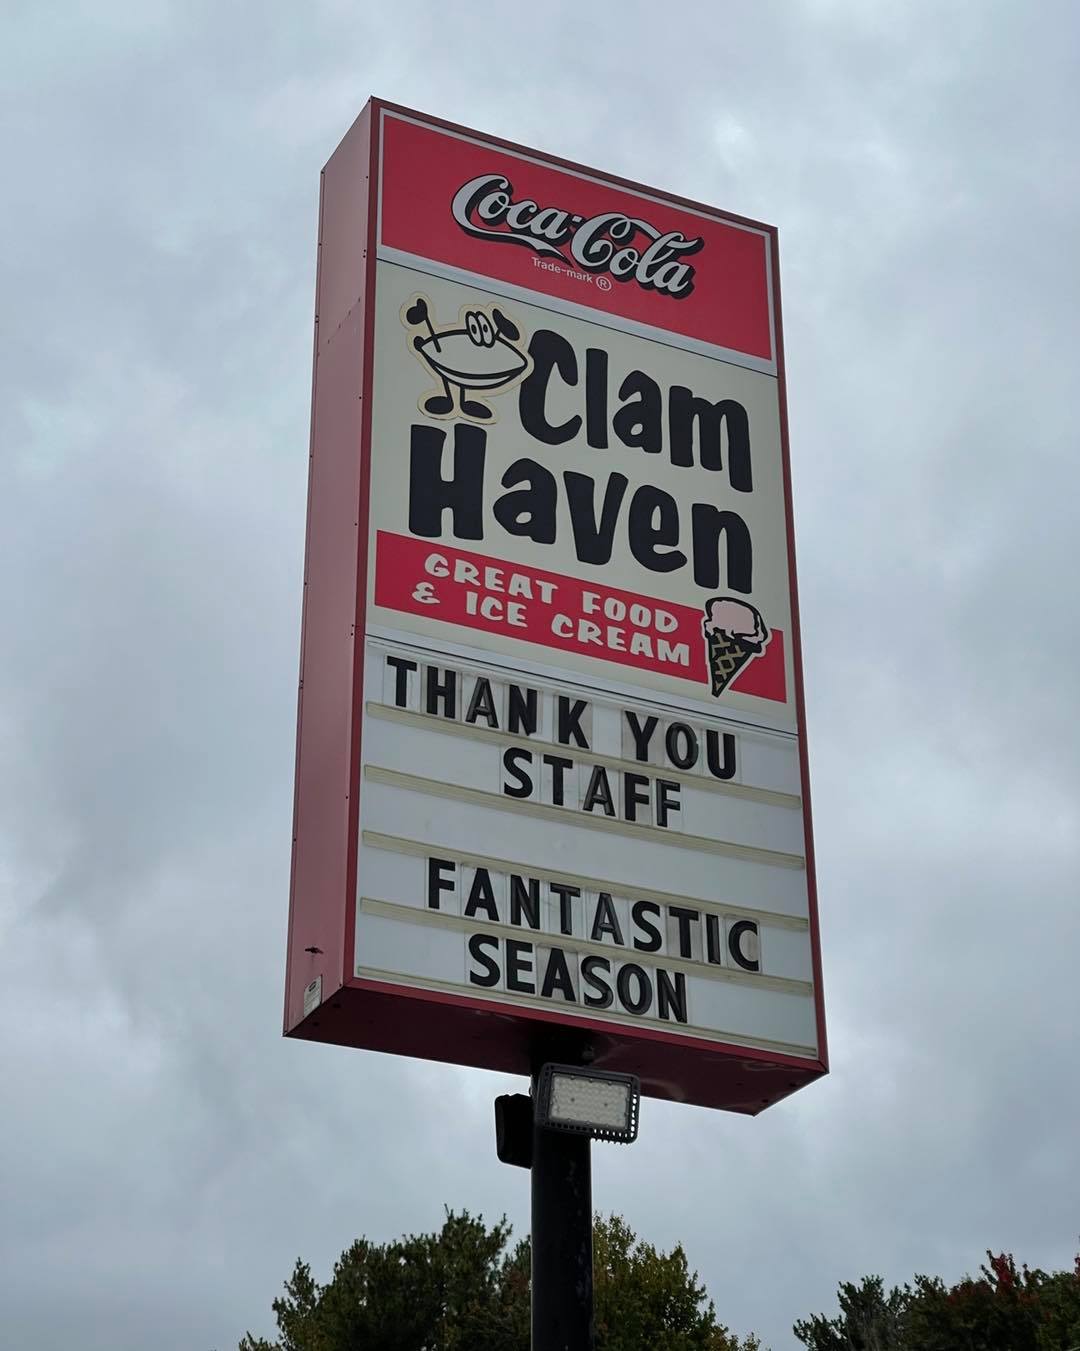 Coca-Cola
Trade-mark ®
Clam
Haven
GREAT FOOD
& ICE CREAM
THANK YOU
STAFF
FANTASTIC
SEASON